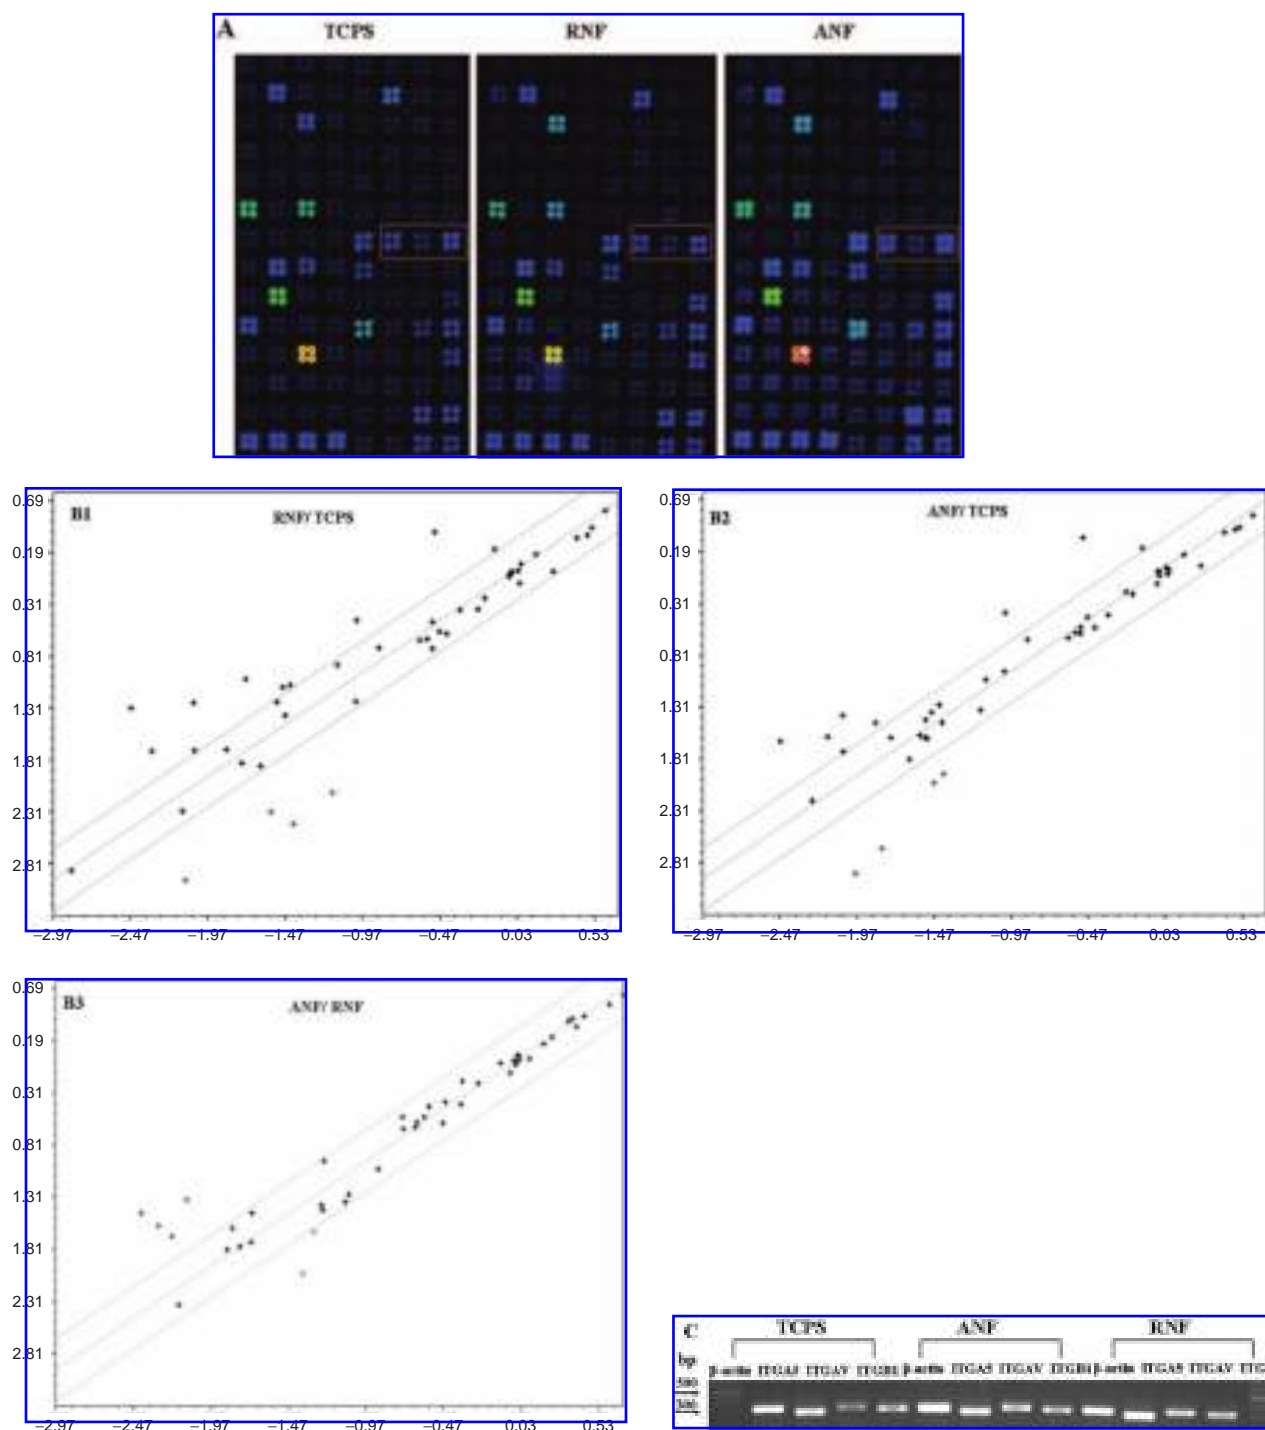 A
TCPS RNF ANF
B1
RNF/ TCPS
0.69
0.19
0.31
0.81
1.31
1.81
2.31
2.81
−2.97 −2.47 −1.97 −1.47 −0.97 −0.47 0.03 0.53
B2
ANF/ TCPS
0.69
0.19
0.31
0.81
1.31
1.81
2.31
2.81
−2.97 −2.47 −1.97 −1.47 −0.97 −0.47 0.03 0.53
B3
ANF/ RNF
0.69
0.19
0.31
0.81
1.31
1.81
2.31
2.81
−2.97 −2.47 −1.97 −1.47 −0.97 −0.47 0.03 0.53
C
TCPS ANF RNF
bp
β-actin ITGA5 ITGAV ITGB1 β-actin ITGA5 ITGAV ITGB1 β-actin ITGA5 ITGAV ITG
500
300